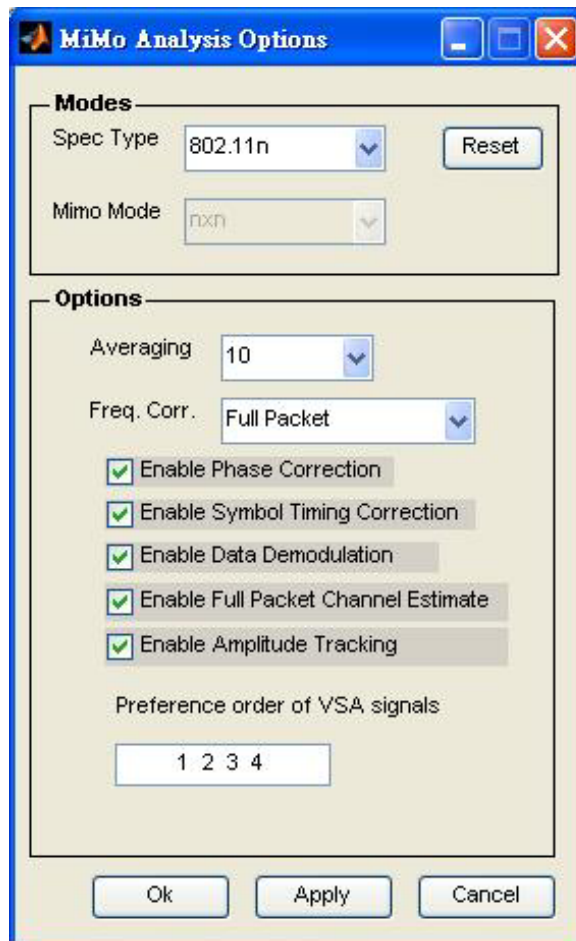 MiMo Analysis Options
Modes
Spec Type 802.11n Reset
Mimo Mode nxn
Options
Averaging 10
Freq. Corr. Full Packet
Enable Phase Correction
Enable Symbol Timing Correction
Enable Data Demodulation
Enable Full Packet Channel Estimate
Enable Amplitude Tracking
Preference order of VSA signals
1 2 3 4
Ok Apply Cancel